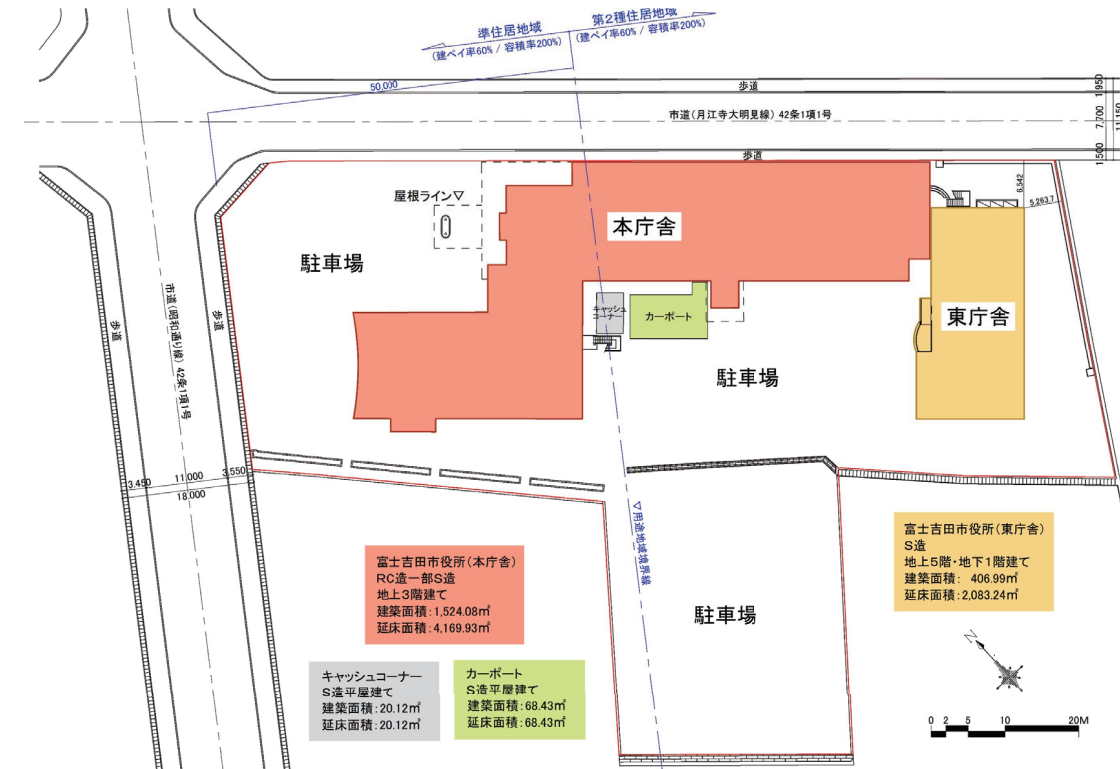 準住居地域
(建ペイ率60% / 容積率200%)
第2種住居地域
(建ペイ率60% / 容積率200%)
50,000
歩道
市道(月江寺大明見線) 42条1項1号
歩道
1,950
7,700
11,150
1,500
屋根ライン▽
本庁舎
6,542
5,263.7
駐車場
キャッシュ
コーナー
カーポート
東庁舎
歩道
市道(昭和通り線) 42条1項1号
歩道
駐車場
3,450
11,000
3,550
18,000
▽用途地域境界線
駐車場
富士吉田市役所(本庁舎)
RC造一部S造
地上3階建て
建築面積:1,524.08㎡
延床面積:4,169.93㎡
富士吉田市役所(東庁舎)
S造
地上5階・地下1階建て
建築面積: 406.99㎡
延床面積:2,083.24㎡
キャッシュコーナー
S造平屋建て
建築面積:20.12㎡
延床面積:20.12㎡
カーポート
S造平屋建て
建築面積:68.43㎡
延床面積:68.43㎡
N
0 2 5 10 20M